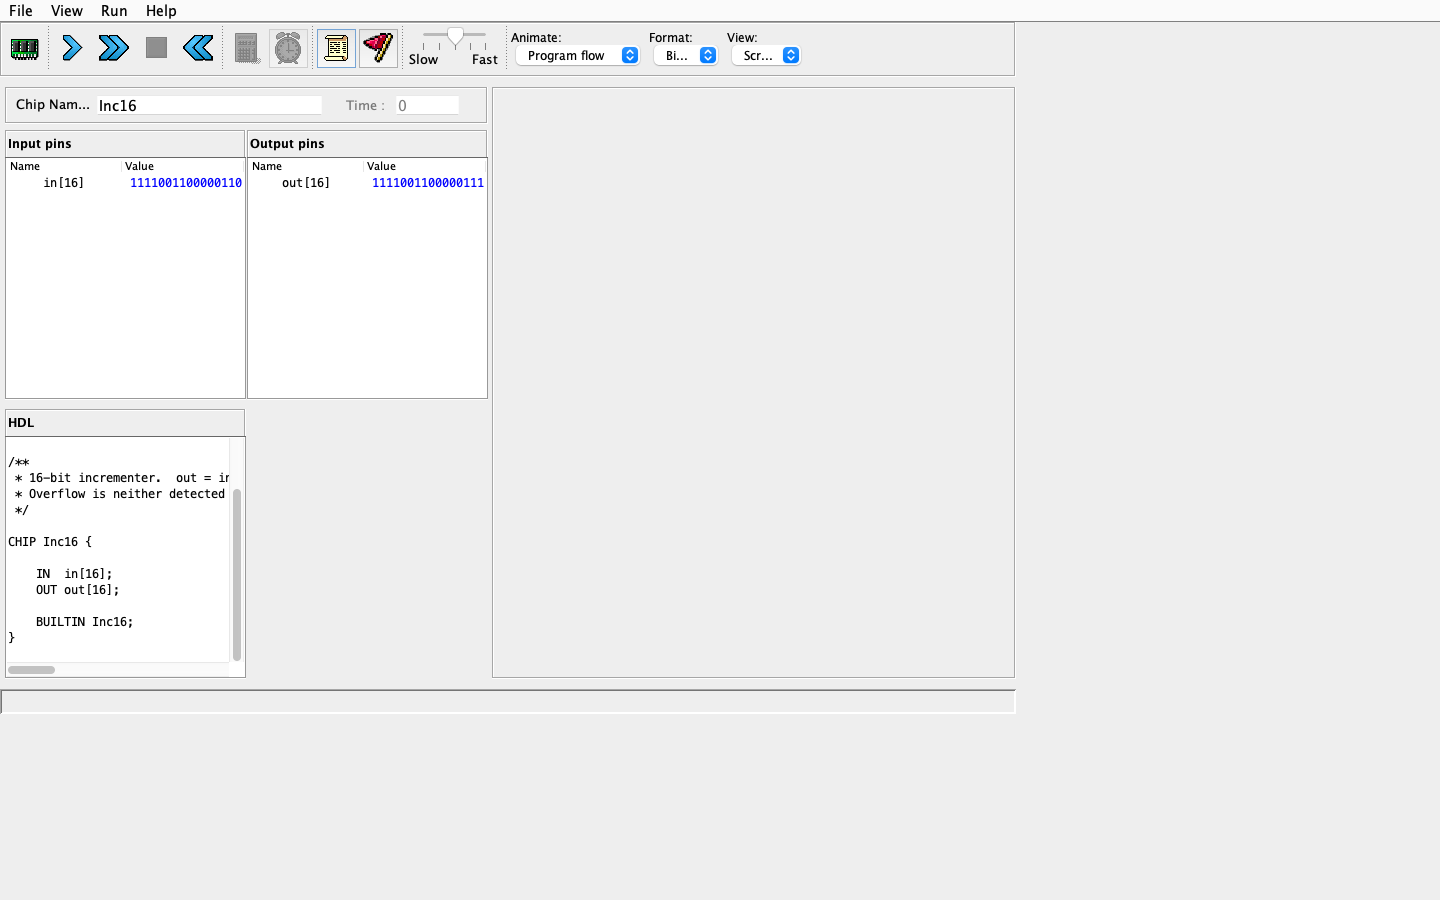 File View Run Help
Animate: Format: View:
Slow Fast Program flow Bi... Scr...
Chip Nam... Inc16 Time : 0
Input pins Output pins
Name Value Name Value
in[16] 1111001100000110 out[16] 1111001100000111
HDL
/**
* 16-bit incrementer. out = in
* Overflow is neither detected
*/
CHIP Inc16 {
IN in[16];
OUT out[16];
BUILTIN Inc16;
}